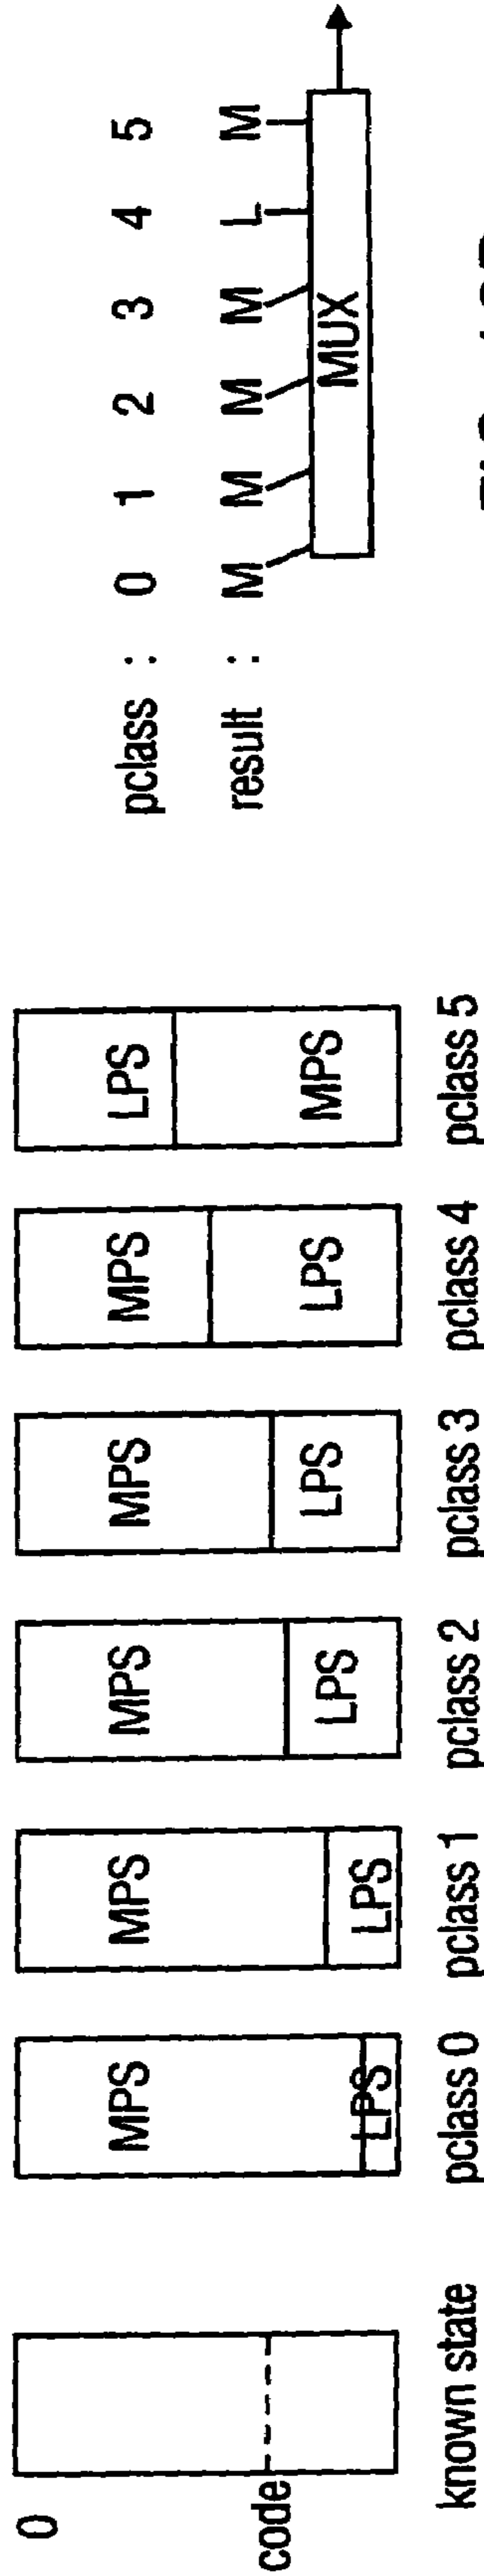 0
code
known state
MPS
LPS
pclass 0
MPS
LPS
pclass 1
MPS
LPS
pclass 2
MPS
LPS
pclass 3
MPS
LPS
pclass 4
LPS
MPS
pclass 5
pclass : 0 1 2 3 4 5
result : M M M M L M
MUX